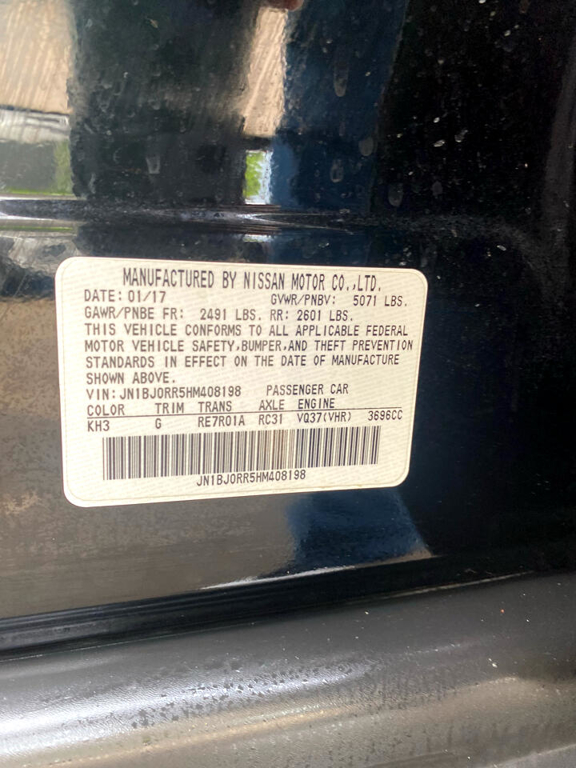 MANUFACTURED BY NISSAN MOTOR CO.,LTD.
DATE: 01/17 GVWR/PNBV: 5071 LBS.
GAWR/PNBE FR: 2491 LBS. RR: 2601 LBS.
THIS VEHICLE CONFORMS TO ALL APPLICABLE FEDERAL
MOTOR VEHICLE SAFETY,BUMPER,AND THEFT PREVENTION
STANDARDS IN EFFECT ON THE DATE OF MANUFACTURE
SHOWN ABOVE.
VIN: JN1BJ0RR5HM408198 PASSENGER CAR
COLOR TRIM TRANS AXLE ENGINE
KH3 G RE7R01A RC31 VQ37(VHR) 3696CC
JN1BJ0RR5HM408198